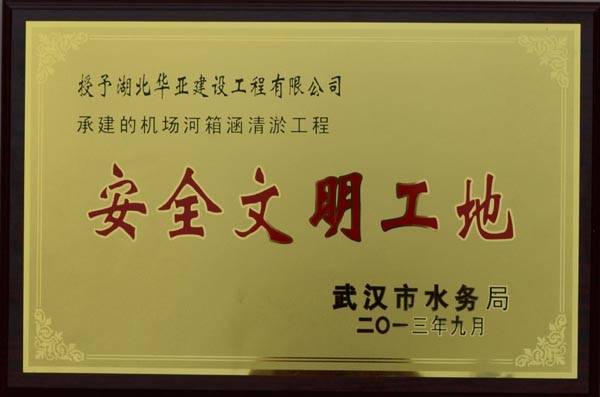 授予湖北华亚建设工程有限公司
承建的机场河箱涵清淤工程
安全文明工地
武汉市水务局
二〇一三年九月